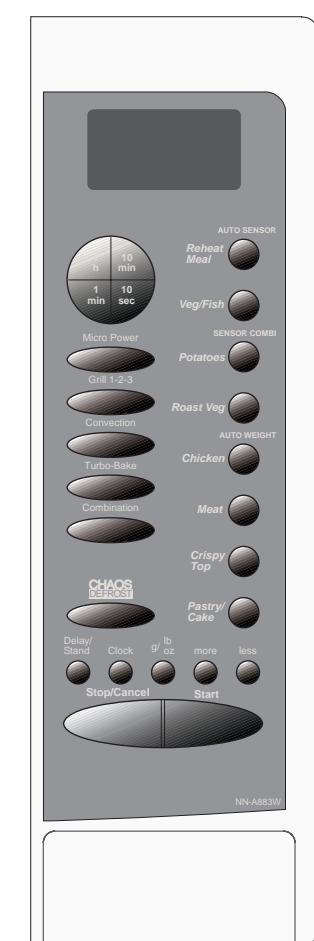 AUTO SENSOR
Reheat
Meal
h
10
min
1
min
10
sec
Veg/Fish
SENSOR COMBI
Micro Power
Potatoes
Grill 1-2-3
Roast Veg
Convection
AUTO WEIGHT
Chicken
Turbo-Bake
Combination
Meat
Crispy
Top
CHAOS
DEFROST
Pastry/
Cake
Delay/
Stand
Clock
g/ lb
oz
more
less
Stop/Cancel
Start
NN-A883W